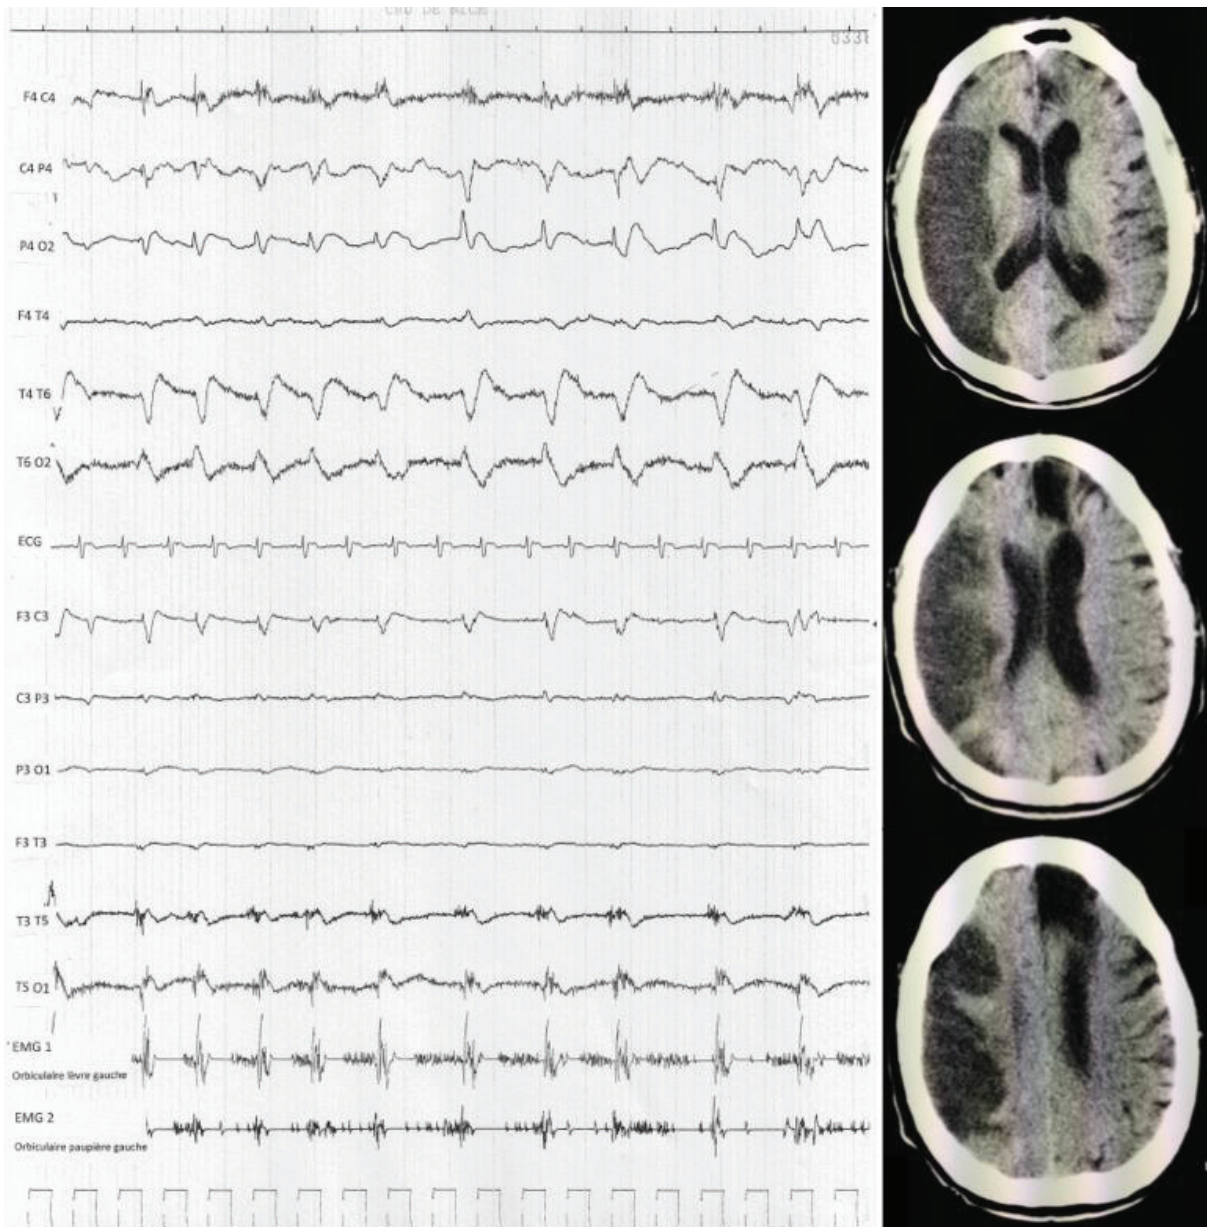 F4 C4
C4 P4
P4 O2
F4 T4
T4 T6
T6 O2
ECG
F3 C3
C3 P3
P3 O1
F3 T3
T3 T5
T5 O1
EMG 1
Orbiculaire lèvre gauche
EMG 2
Orbiculaire paupière gauche